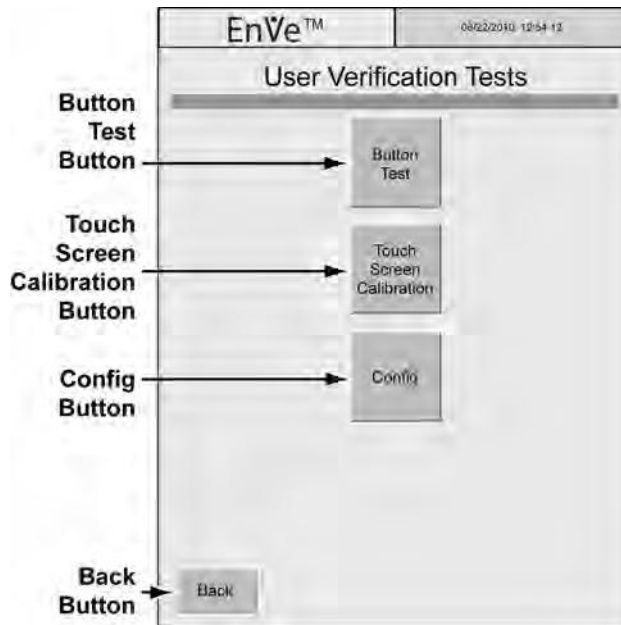 EnVe™
06/22/2010, 12:54:13
User Verification Tests
Button
Test
Button
Button
Test
Touch
Screen
Calibration
Button
Touch
Screen
Calibration
Config
Button
Config
Back
Button
Back